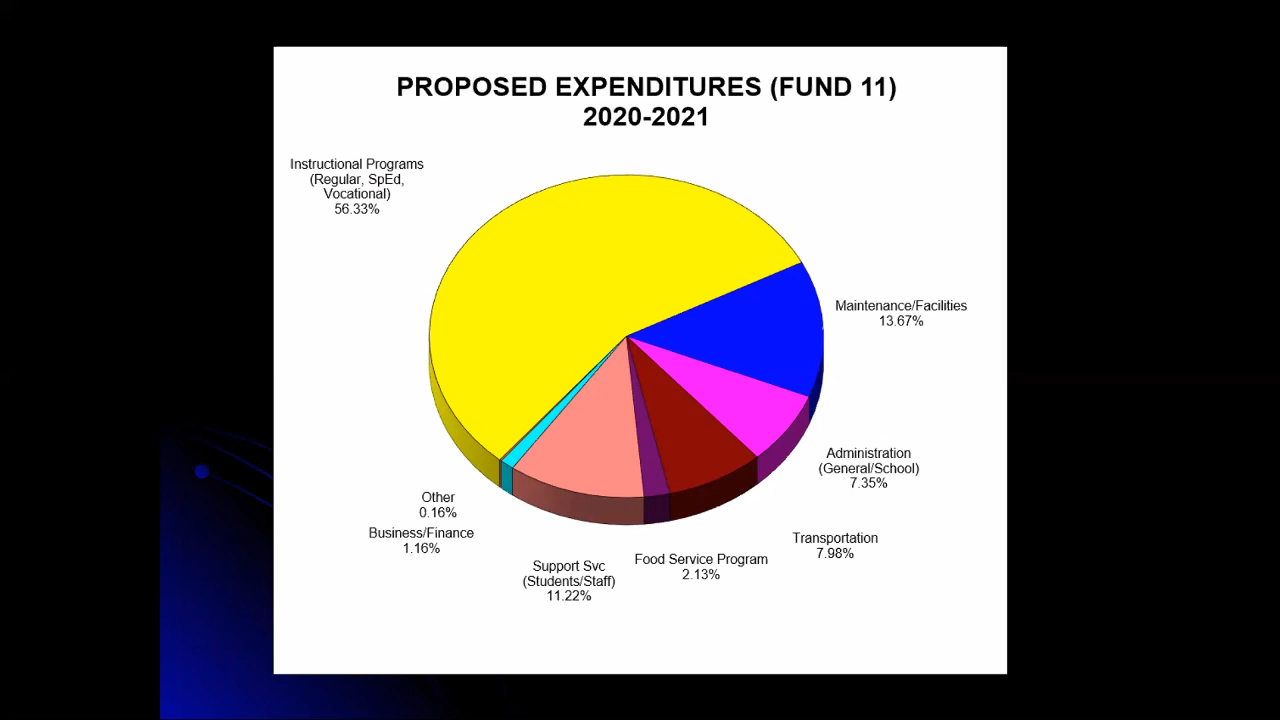 PROPOSED EXPENDITURES (FUND 11)
2020-2021
Instructional Programs
(Regular, SpEd,
Vocational)
56.33%
Maintenance/Facilities
13.67%
Administration
(General/School)
7.35%
Transportation
7.98%
Food Service Program
2.13%
Support Svc
(Students/Staff)
11.22%
Business/Finance
1.16%
Other
0.16%